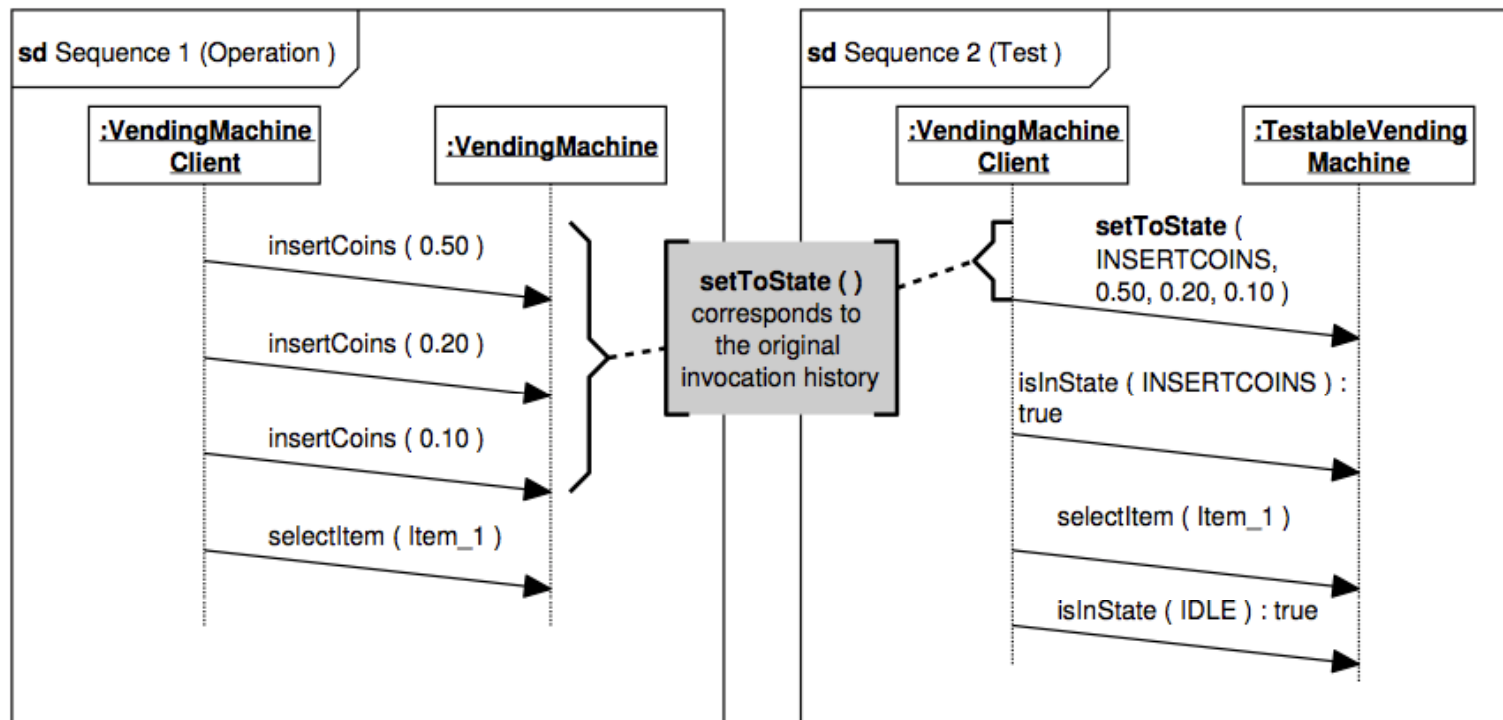 sd Sequence 1 (Operation )
:VendingMachine
Client
:VendingMachine
insertCoins ( 0.50 )
insertCoins ( 0.20 )
insertCoins ( 0.10 )
selectItem ( Item_1 )
setToState ( )
corresponds to
the original
invocation history
sd Sequence 2 (Test )
:VendingMachine
Client
:TestableVending
Machine
setToState (
INSERTCOINS,
0.50, 0.20, 0.10 )
isInState ( INSERTCOINS ) :
true
selectItem ( Item_1 )
isInState ( IDLE ) : true